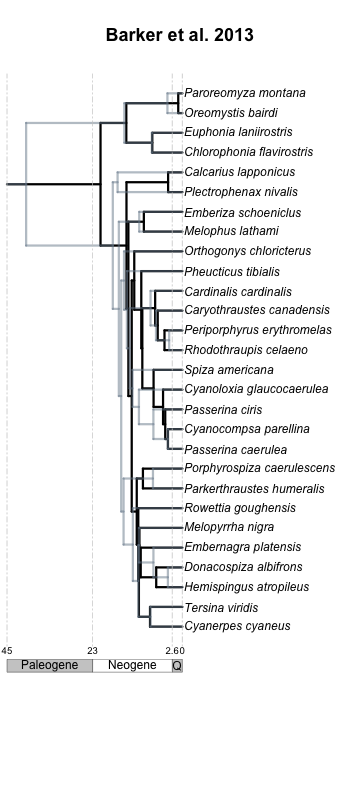 Barker et al. 2013
Paroreomyza montana
Oreomystis bairdi
Euphonia laniirostris
Chlorophonia flavirostris
Calcarius lapponicus
Plectrophenax nivalis
Emberiza schoeniclus
Melophus lathami
Orthogonys chloricterus
Pheucticus tibialis
Cardinalis cardinalis
Caryothraustes canadensis
Periporphyrus erythromelas
Rhodothraupis celaeno
Spiza americana
Cyanoloxia glaucocaerulea
Passerina ciris
Cyanocompsa parellina
Passerina caerulea
Porphyrospiza caerulescens
Parkerthraustes humeralis
Rowettia goughensis
Melopyrrha nigra
Embernagra platensis
Donacospiza albifrons
Hemispingus atropileus
Tersina viridis
Cyanerpes cyaneus
45 23 2.6 0
Paleogene Neogene Q